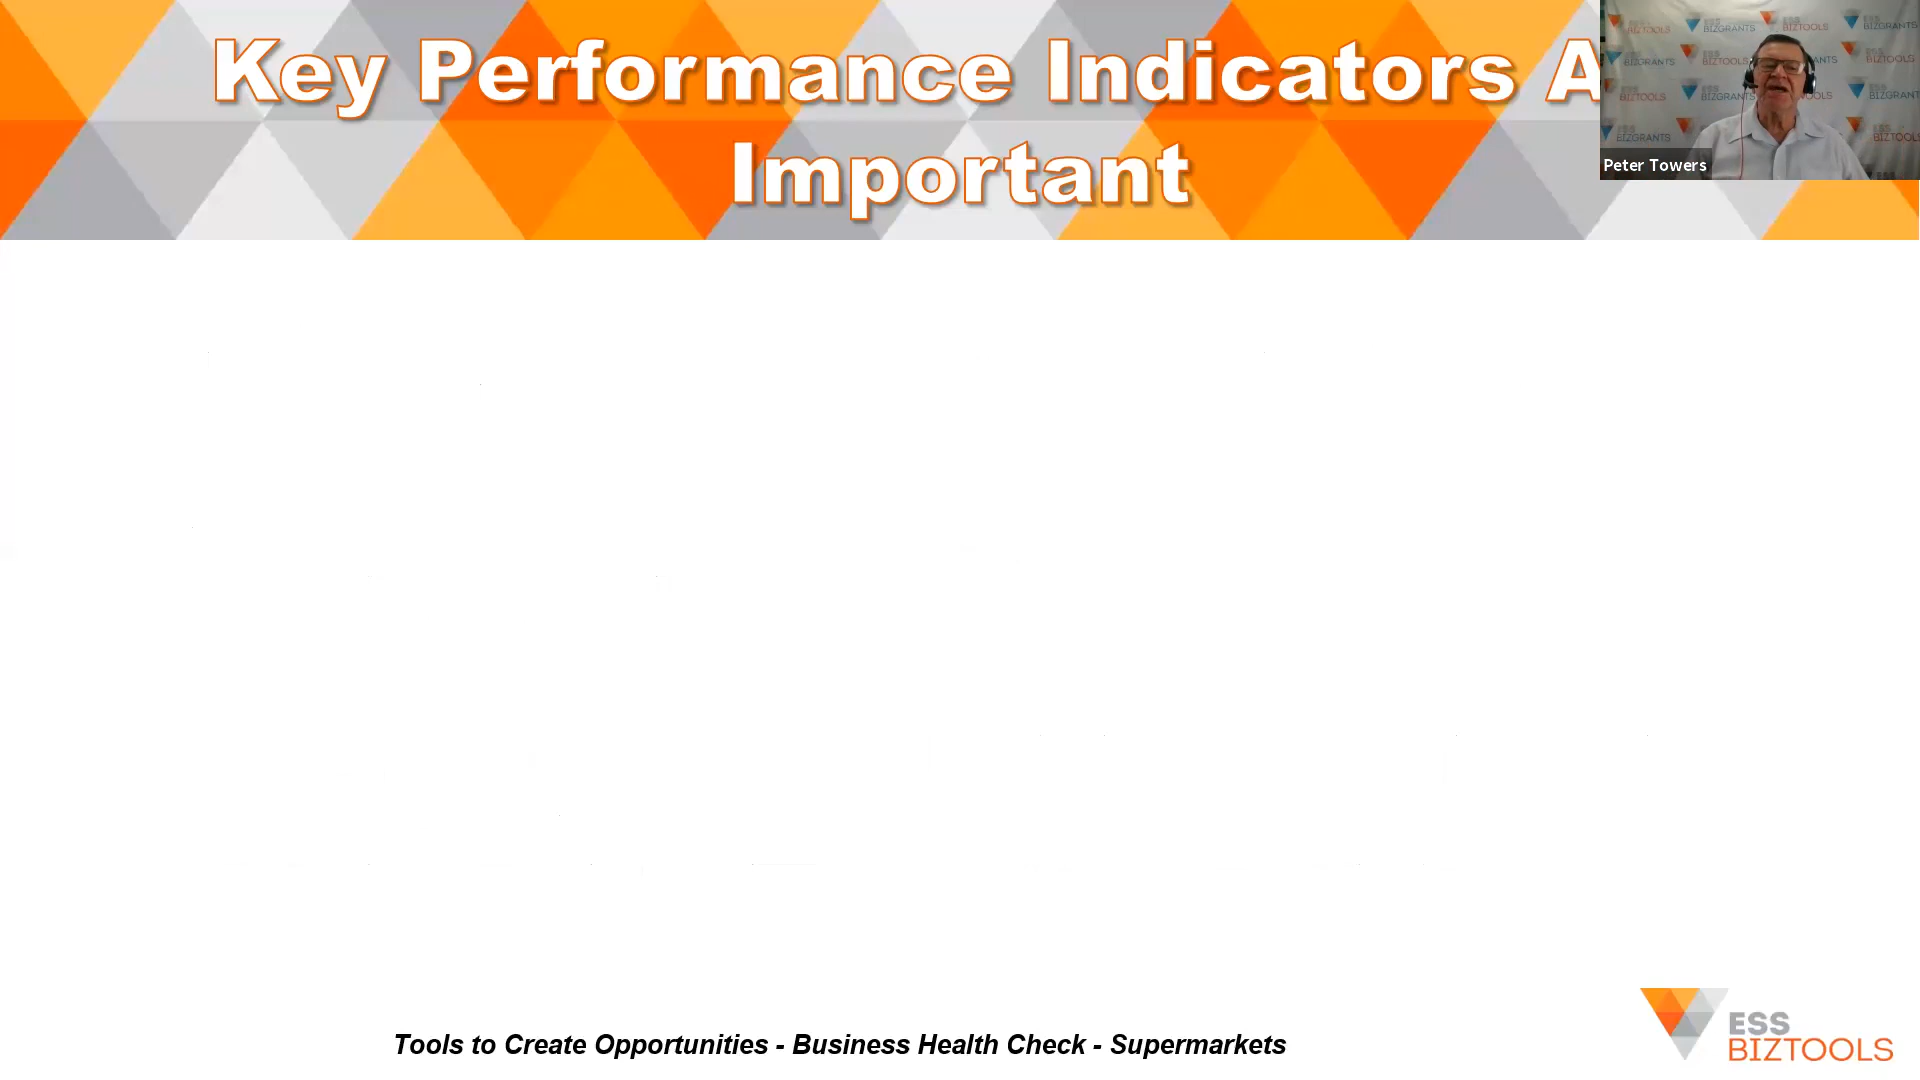 Key Performance Indicators A
Important
Peter Towers
Tools to Create Opportunities - Business Health Check - Supermarkets
ESS
BIZTOOLS